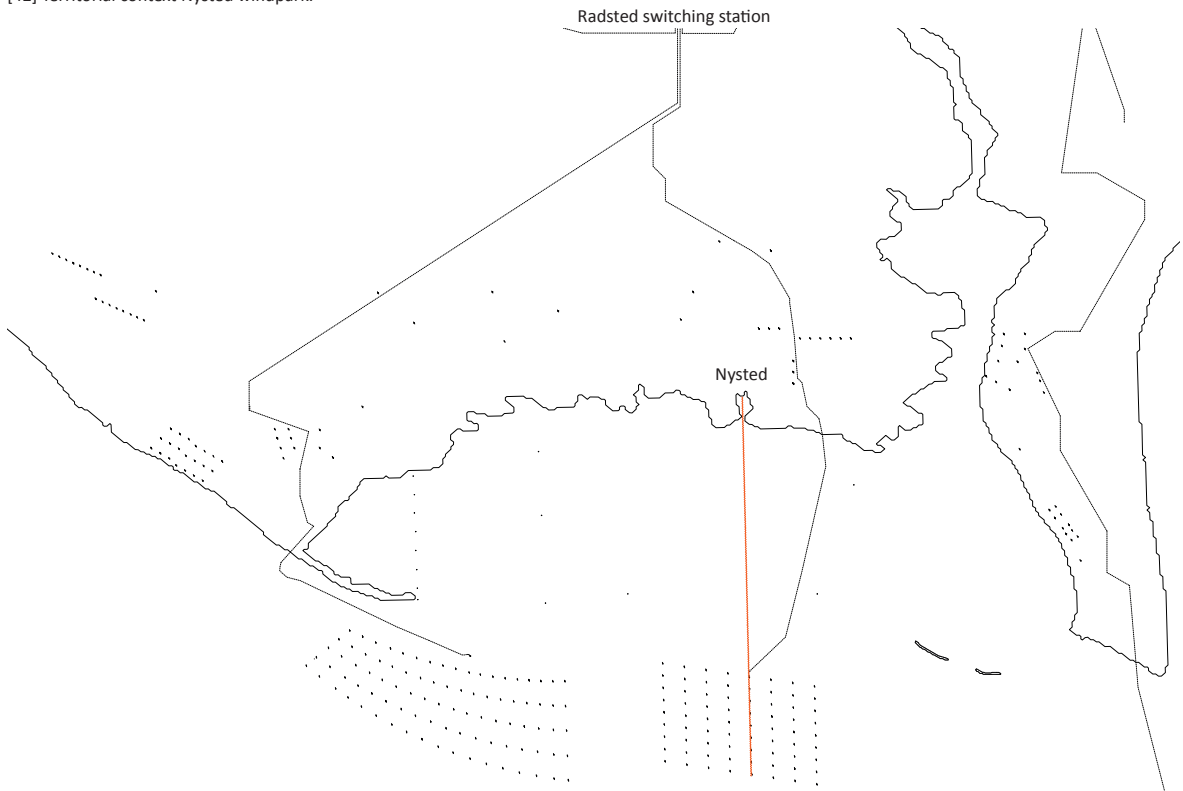 [42] Territorial context Nysted windpark.
Radsted switching station
Nysted